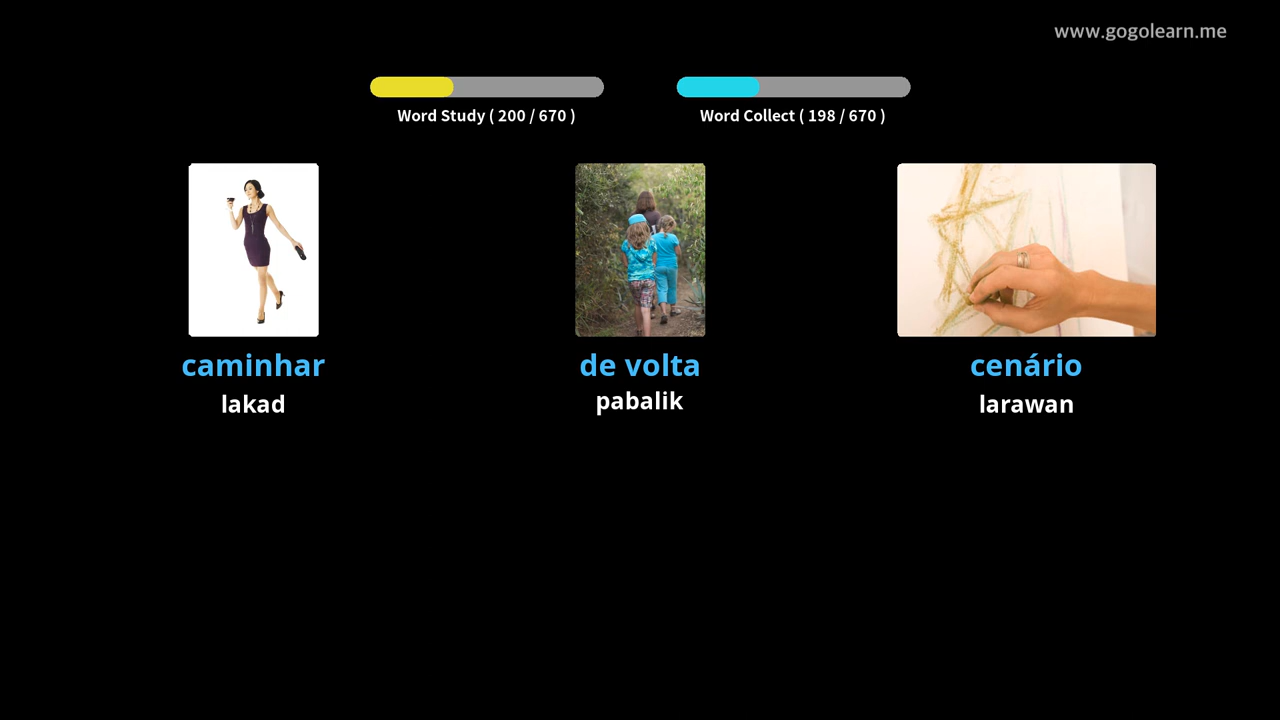 www.gogolearn.me
Word Study ( 200 / 670 )
Word Collect ( 198 / 670 )
caminhar
lakad
de volta
pabalik
cenário
larawan